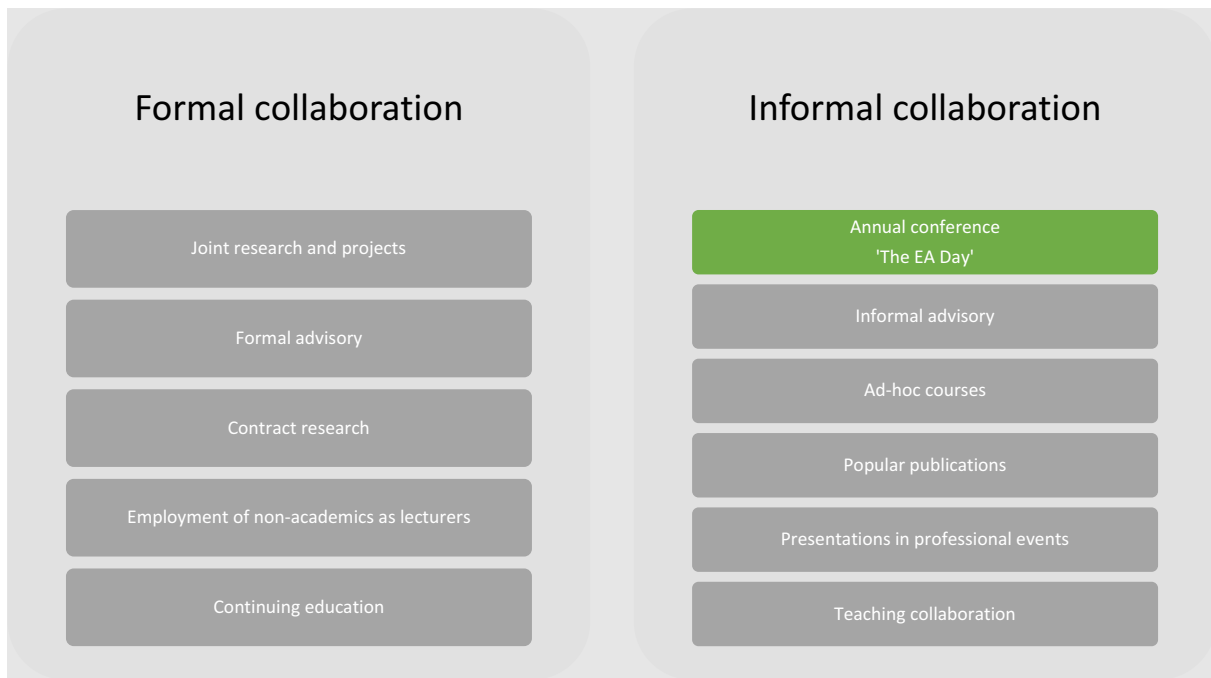 Formal collaboration
Joint research and projects
Formal advisory
Contract research
Employment of non-academics as lecturers
Continuing education
Informal collaboration
Annual conference
'The EA Day'
Informal advisory
Ad-hoc courses
Popular publications
Presentations in professional events
Teaching collaboration